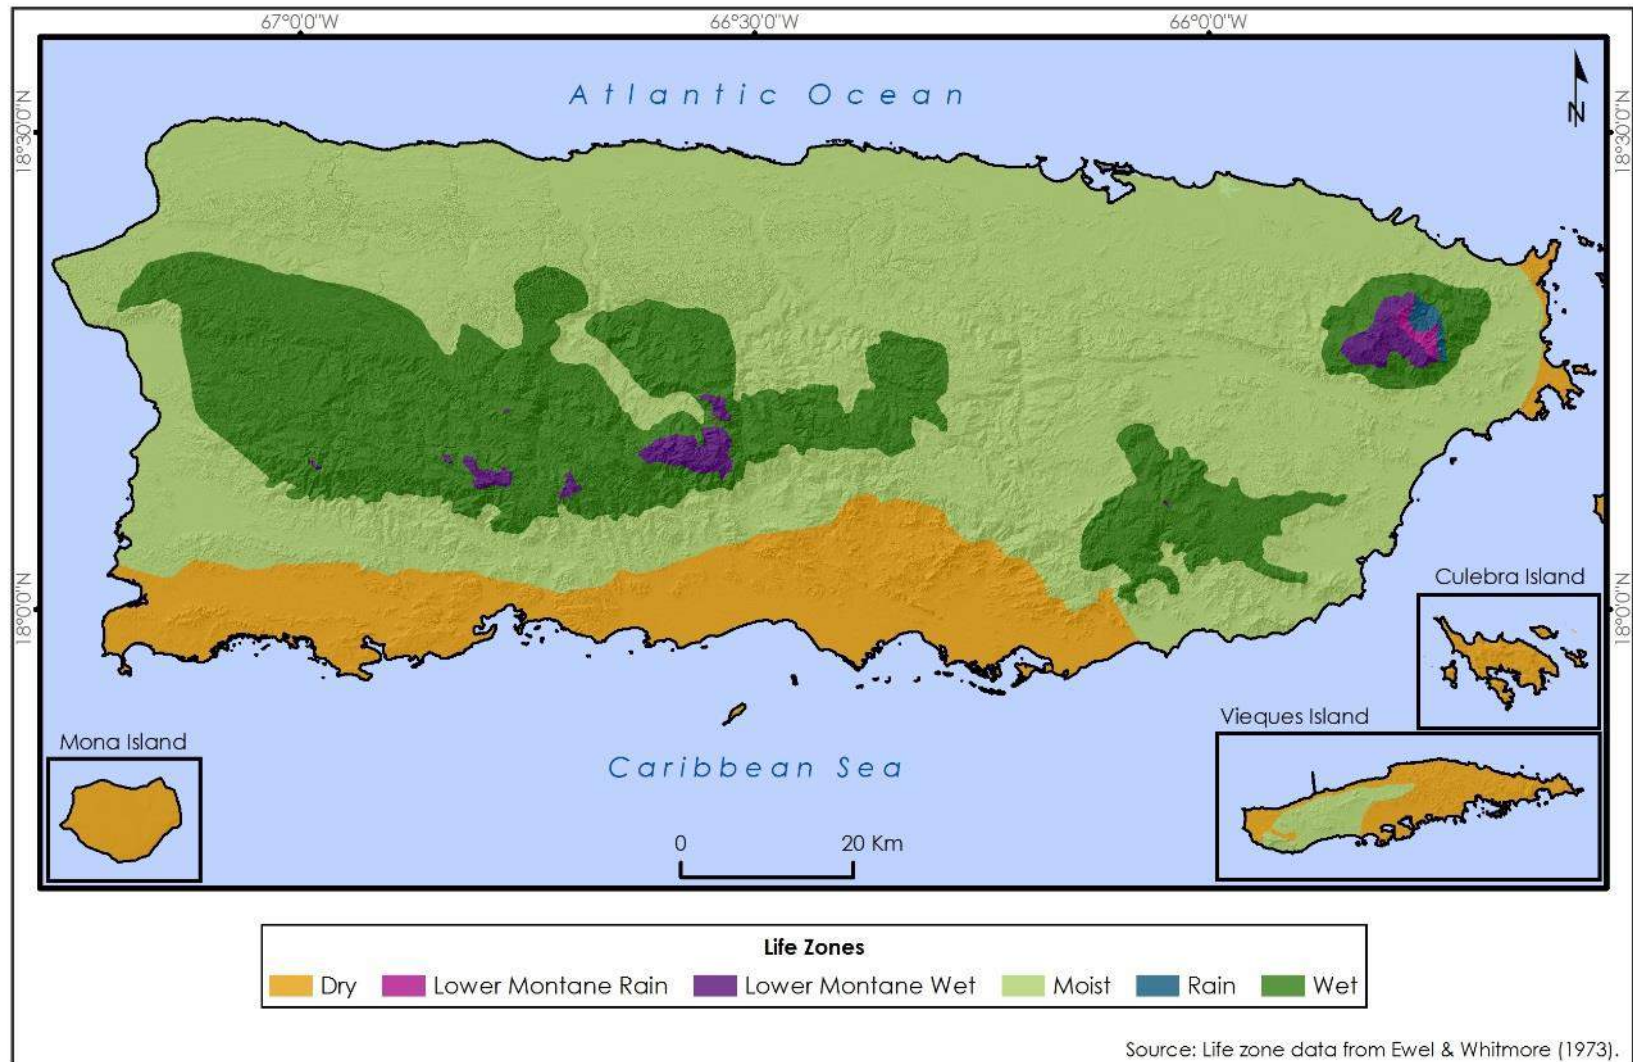 67°0'0"W 66°30'0"W 66°0'0"W
Atlantic Ocean
N
18°30'0"N 18°30'0"N
18°0'0"N 18°0'0"N
Culebra Island
Vieques Island
Mona Island
Caribbean Sea
0 20 Km
Life Zones
Dry Lower Montane Rain Lower Montane Wet Moist Rain Wet
Source: Life zone data from Ewel & Whitmore (1973).